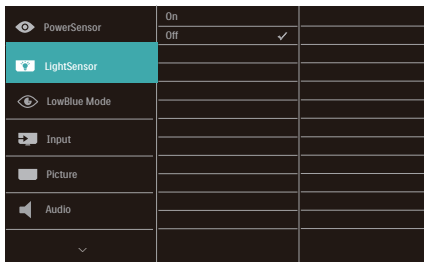 PowerSensor
LightSensor
LowBlue Mode
Input
Picture
Audio
On
Off